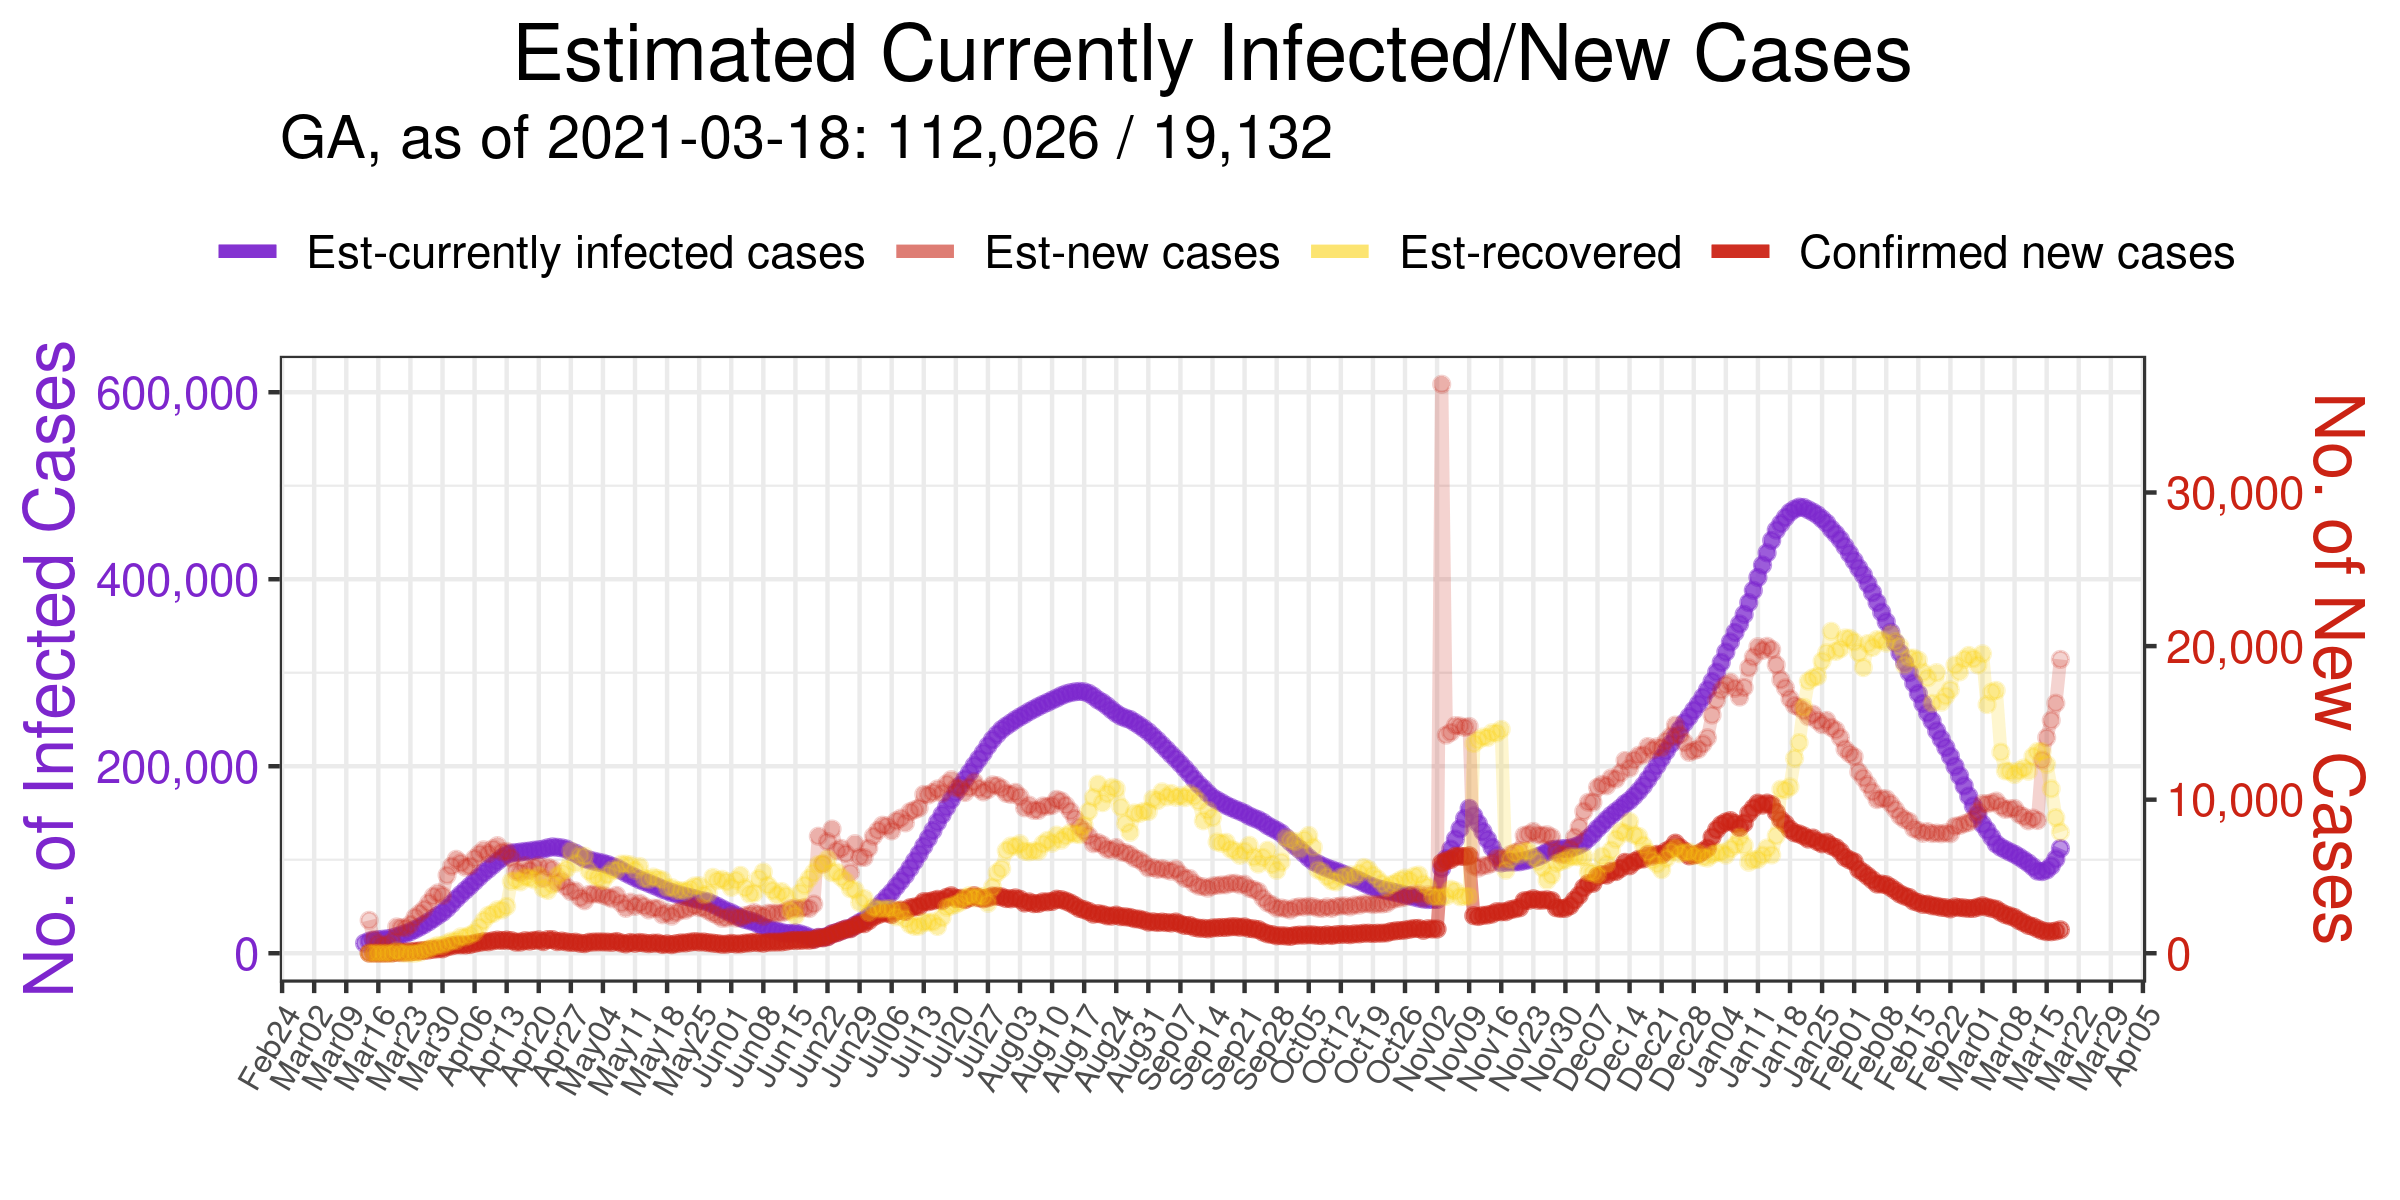 Estimated Currently Infected/New Cases
GA, as of 2021-03-18: 112,026 / 19,132
Est-currently infected cases Est-new cases Est-recovered Confirmed new cases
No. of Infected Cases
600,000
400,000
200,000
0
30,000
20,000
10,000
0
No. of New Cases
Feb24 Mar02 Mar09 Mar16 Mar23 Mar30 Apr06 Apr13 Apr20 Apr27 May04 May11 May18 May25 Jun01 Jun08 Jun15 Jun22 Jun29 Jul06 Jul13 Jul20 Jul27 Aug03 Aug10 Aug17 Aug24 Aug31 Sep07 Sep14 Sep21 Sep28 Oct05 Oct12 Oct19 Oct26 Nov02 Nov09 Nov16 Nov23 Nov30 Dec07 Dec14 Dec21 Dec28 Jan04 Jan11 Jan18 Jan25 Feb01 Feb08 Feb15 Feb22 Mar01 Mar08 Mar15 Mar22 Mar29 Apr05